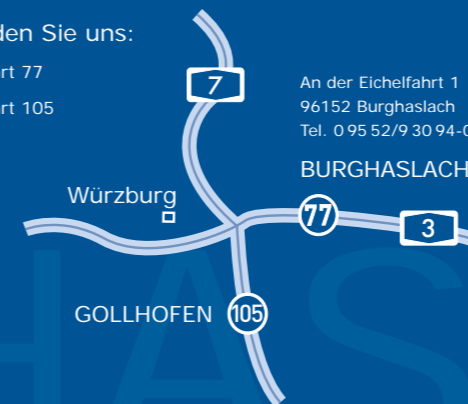 den Sie uns:
rt 77
rt 105
7
An der Eichelfahrt 1
96152 Burghaslach
Tel. 0 95 52/9 30 94-0
BURGHASLACH
Würzburg
77
3
GOLLHOFEN
105
HAS